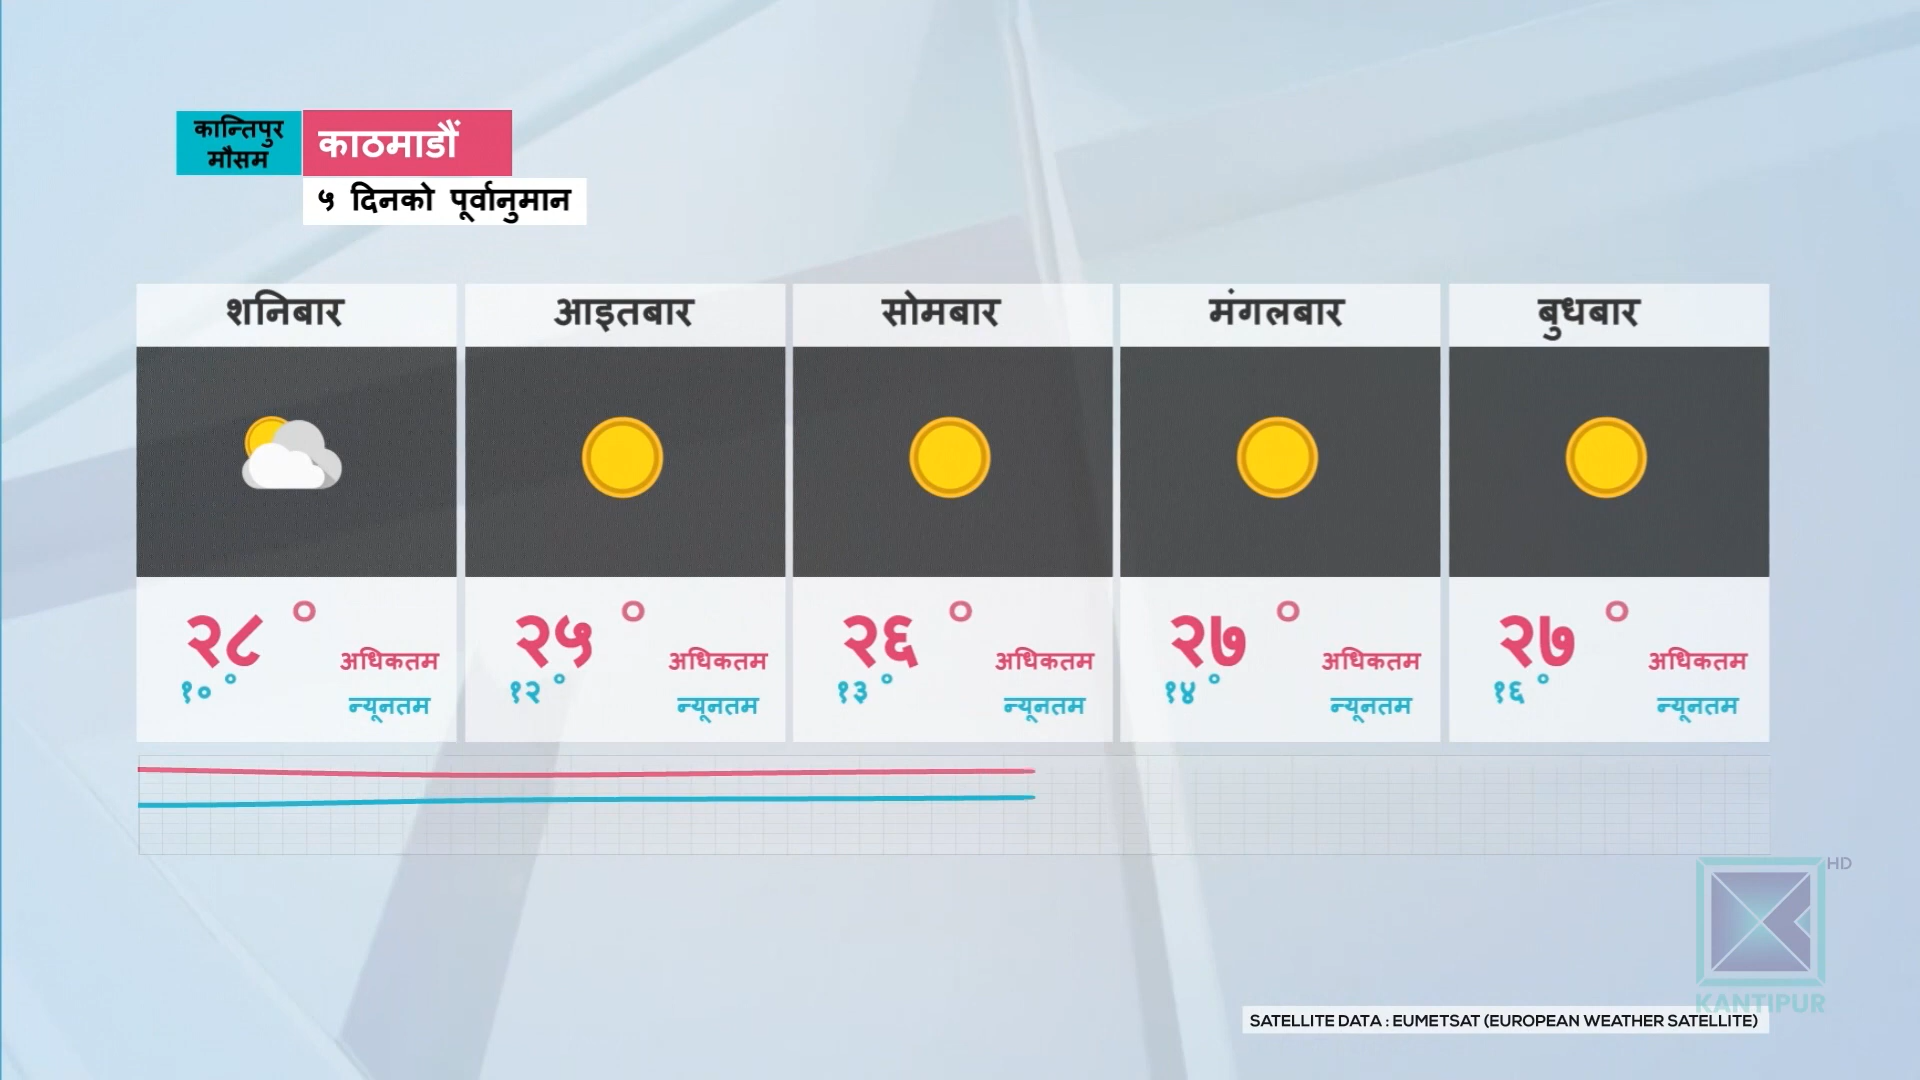 कान्तिपुर
मौसम
काठमाडौं
५ दिनको पूर्वानुमान
शनिबार आइतबार सोमबार मंगलबार बुधबार
२८° २५° २६° २७° २७°
अधिकतम अधिकतम अधिकतम अधिकतम अधिकतम
१०° १२° १३° १४° १६°
न्यूनतम न्यूनतम न्यूनतम न्यूनतम न्यूनतम
HD
KANTIPUR
SATELLITE DATA : EUMETSAT (EUROPEAN WEATHER SATELLITE)